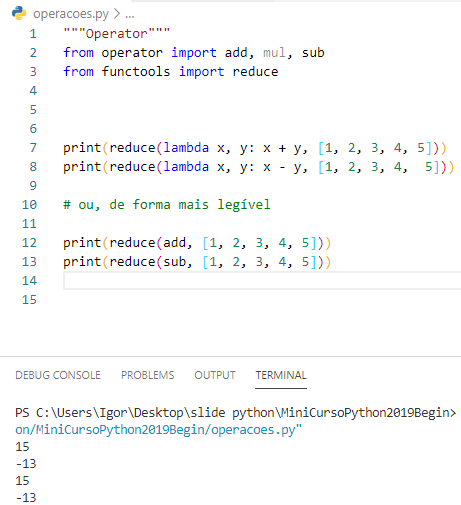 operacoes.py > ...
1 """Operator"""
2 from operator import add, mul, sub
3 from functools import reduce
4
5
6
7 print(reduce(lambda x, y: x + y, [1, 2, 3, 4, 5]))
8 print(reduce(lambda x, y: x - y, [1, 2, 3, 4,  5]))
9
10 # ou, de forma mais legível
11
12 print(reduce(add, [1, 2, 3, 4, 5]))
13 print(reduce(sub, [1, 2, 3, 4, 5]))
14
15
DEBUG CONSOLE PROBLEMS OUTPUT TERMINAL
PS C:\Users\Igor\Desktop\slide python\MiniCursoPython2019Begin>
on/MiniCursoPython2019Begin/operacoes.py"
15
-13
15
-13